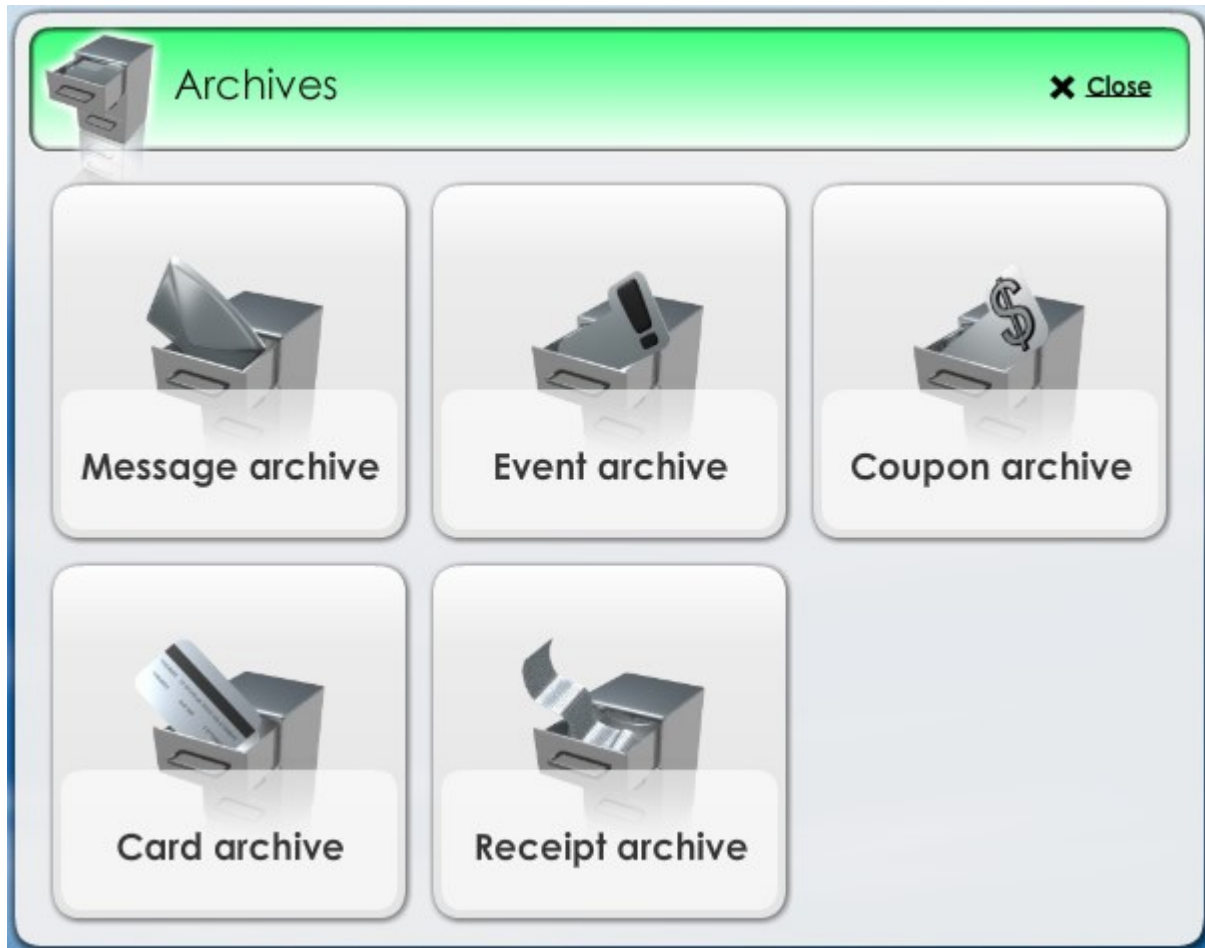 Archives
Close
Message archive
Event archive
Coupon archive
Card archive
Receipt archive